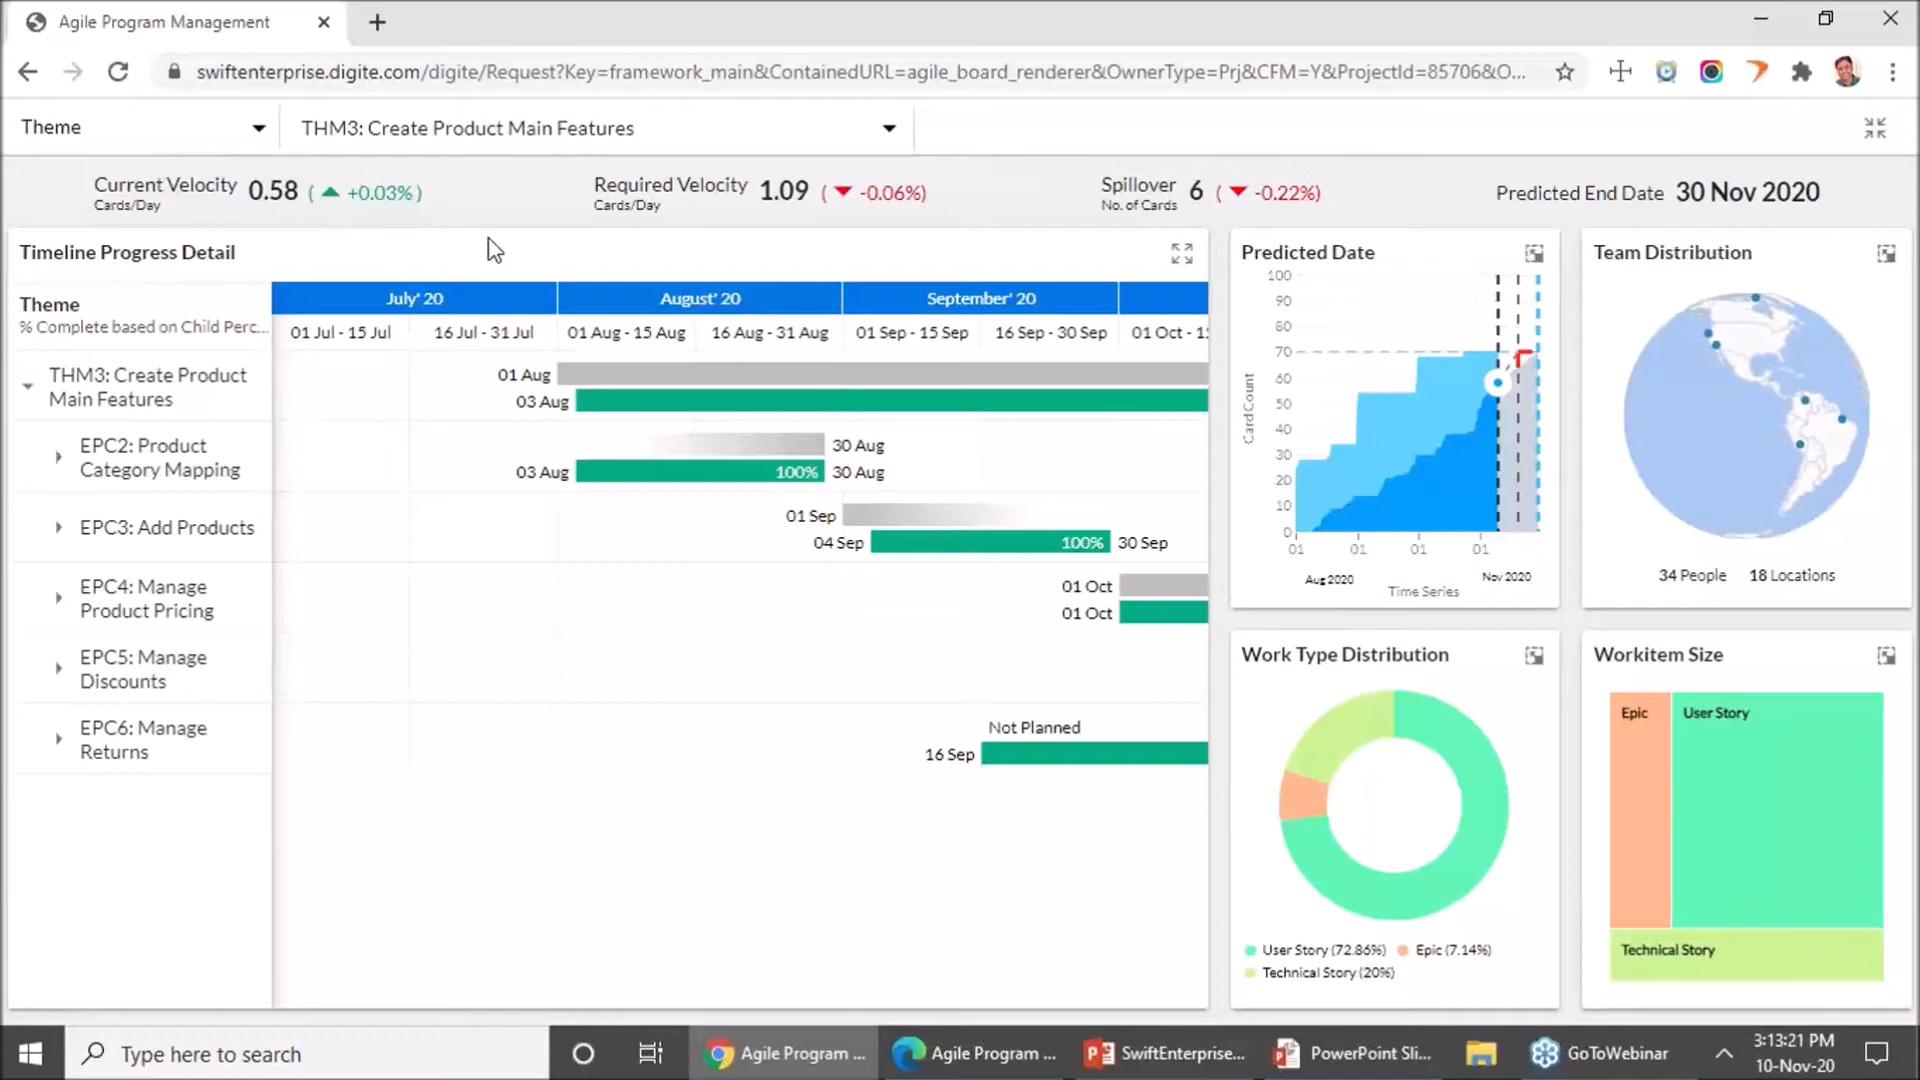 Agile Program Management
swiftenterprise.digite.com/digite/Request?Key=framework_main&ContainedURL=agile_board_renderer&OwnerType=Prj&CFM=Y&ProjectId=85706&O...
Theme
THM3: Create Product Main Features
Current Velocity
Cards/Day
0.58 ( +0.03% )
Required Velocity
Cards/Day
1.09 ( -0.06%)
Spillover
No. of Cards
6 ( -0.22%)
Predicted End Date 30 Nov 2020
Timeline Progress Detail
Theme
% Complete based on Child Perc...
July' 20
August' 20
September' 20
01 Jul - 15 Jul
16 Jul - 31 Jul
01 Aug - 15 Aug
16 Aug - 31 Aug
01 Sep - 15 Sep
16 Sep - 30 Sep
01 Oct - 1
THM3: Create Product
Main Features
01 Aug
03 Aug
EPC2: Product
Category Mapping
30 Aug
03 Aug
100%
30 Aug
EPC3: Add Products
01 Sep
04 Sep
100%
30 Sep
EPC4: Manage
Product Pricing
01 Oct
01 Oct
EPC5: Manage
Discounts
EPC6: Manage
Returns
Not Planned
16 Sep
Predicted Date
100
90
80
70
60
50
40
30
20
10
0
CardCount
01
01
01
01
Aug 2020
Nov 2020
Time Series
Team Distribution
34 People
18 Locations
Work Type Distribution
User Story (72.86%)
Epic (7.14%)
Technical Story (20%)
Workitem Size
Epic
User Story
Technical Story
Type here to search
Agile Program ...
Agile Program ...
SwiftEnterprise...
PowerPoint Sli...
GoToWebinar
3:13:21 PM
10-Nov-20